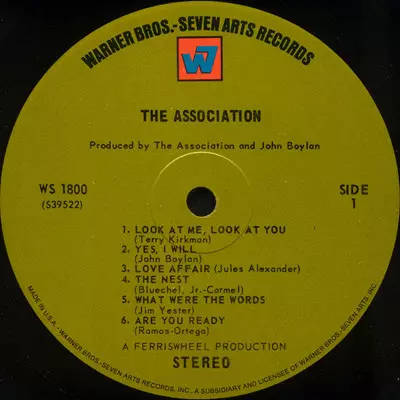 WARNER BROS.-SEVEN ARTS RECORDS
W7
THE ASSOCIATION
Produced by The Association and John Boylan
WS 1800
(S39522)
SIDE
1
1. LOOK AT ME, LOOK AT YOU
(Terry Kirkman)
2. YES, I WILL
(John Boylan)
3. LOVE AFFAIR (Jules Alexander)
4. THE NEST
(Bluechel, Jr.-Carmel)
5. WHAT WERE THE WORDS
(Jim Yester)
6. ARE YOU READY
(Ramos-Ortega)
A FERRISWHEEL PRODUCTION
STEREO
MADE IN U.S.A. - WARNER BROS.-SEVEN ARTS RECORDS, INC., A SUBSIDIARY AND LICENSEE OF WARNER BROS.-SEVEN ARTS, INC.